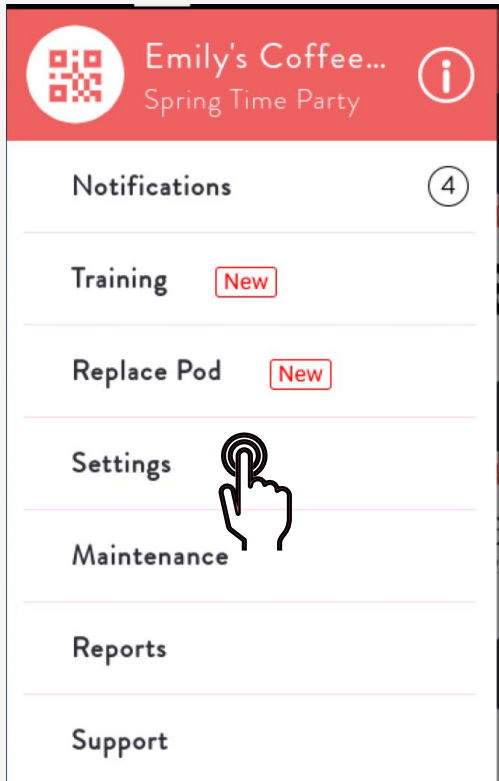 Emily's Coffee...
Spring Time Party
Notifications 4
Training New
Replace Pod New
Settings
Maintenance
Reports
Support